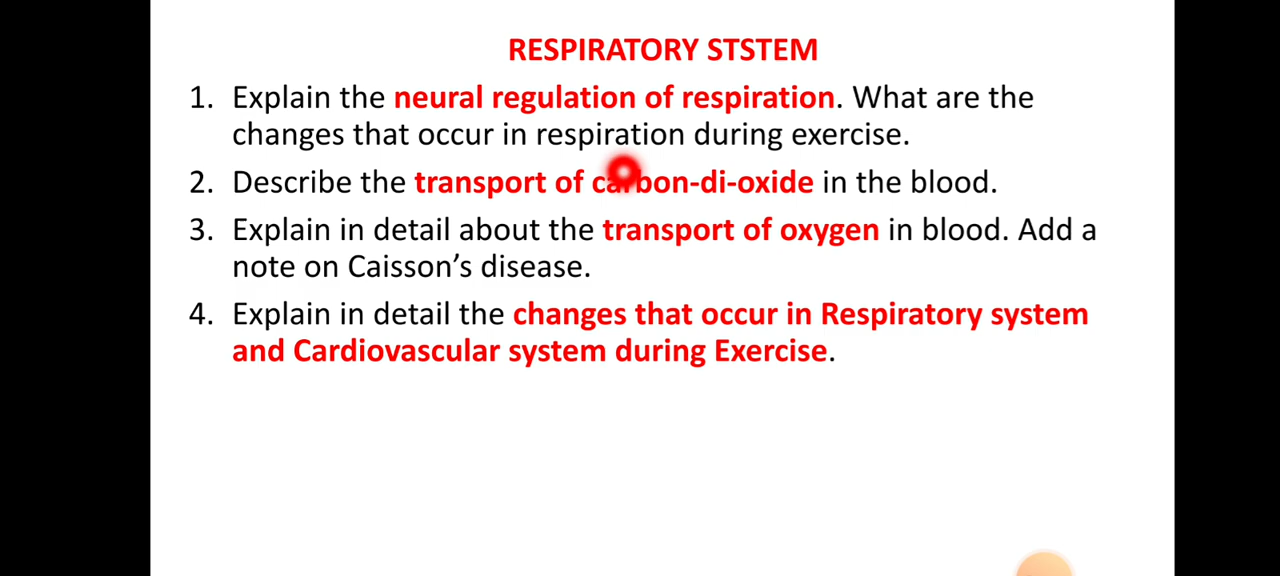 RESPIRATORY STSTEM
1. Explain the neural regulation of respiration. What are the
changes that occur in respiration during exercise.
2. Describe the transport of carbon-di-oxide in the blood.
3. Explain in detail about the transport of oxygen in blood. Add a
note on Caisson's disease.
4. Explain in detail the changes that occur in Respiratory system
and Cardiovascular system during Exercise.